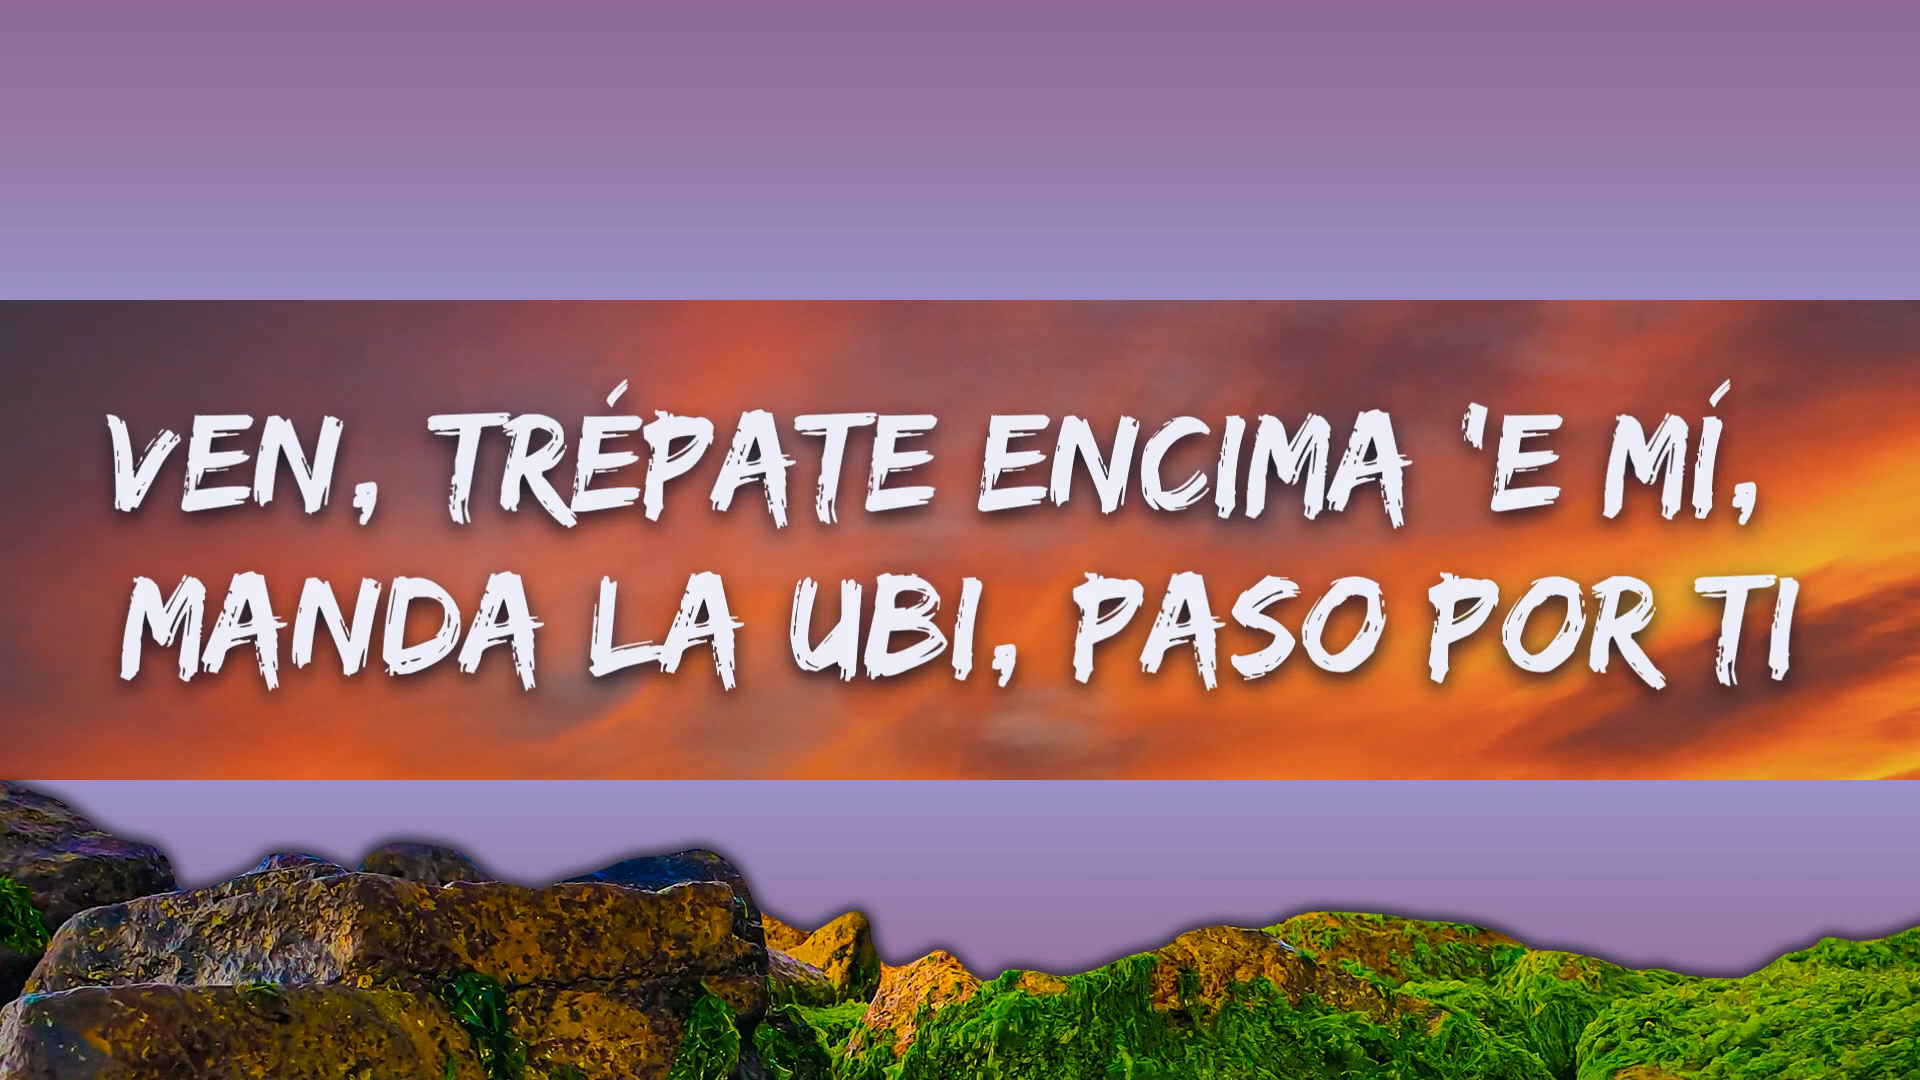 VEN, TRÉPATE ENCIMA 'E MÍ,
MANDA LA UBI, PASO POR TI